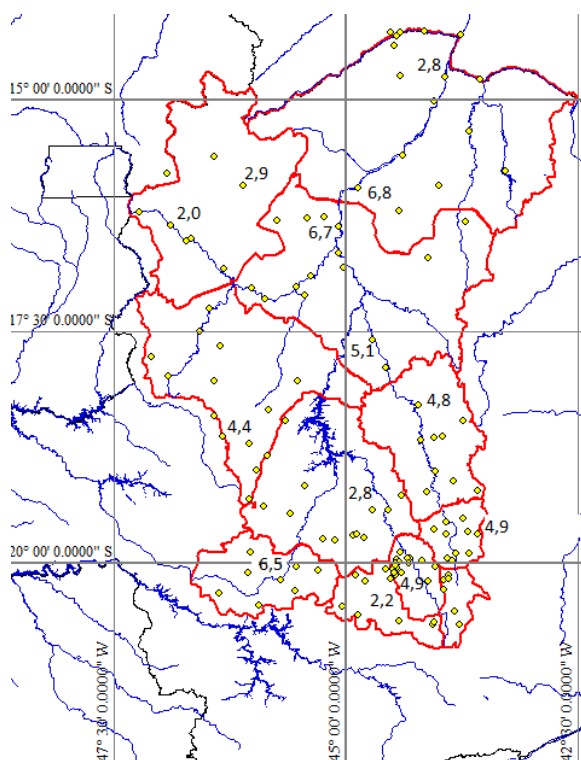 2,8
15° 00' 0.0000" S
2,9
6,8
2,0
6,7
17° 30' 0.0000" S
5,1
4,8
4,4
2,8
4,9
20° 00' 0.0000" S
6,5
4,9
2,2
47° 30' 0.0000" W
45° 00' 0.0000" W
42° 30' 0.0000" W